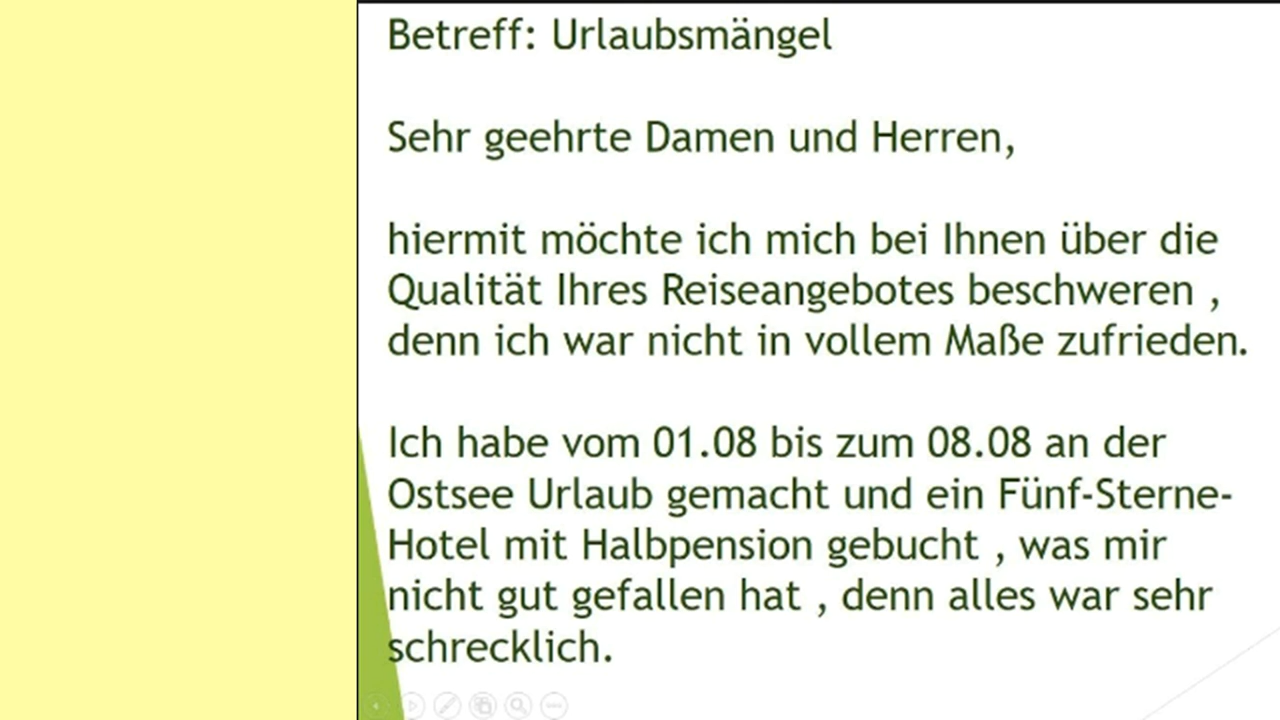 Betreff: Urlaubsmängel
Sehr geehrte Damen und Herren,
hiermit möchte ich mich bei Ihnen über die
Qualität Ihres Reiseangebotes beschweren ,
denn ich war nicht in vollem Maße zufrieden.
Ich habe vom 01.08 bis zum 08.08 an der
Ostsee Urlaub gemacht und ein Fünf-Sterne-
Hotel mit Halbpension gebucht , was mir
nicht gut gefallen hat , denn alles war sehr
schrecklich.